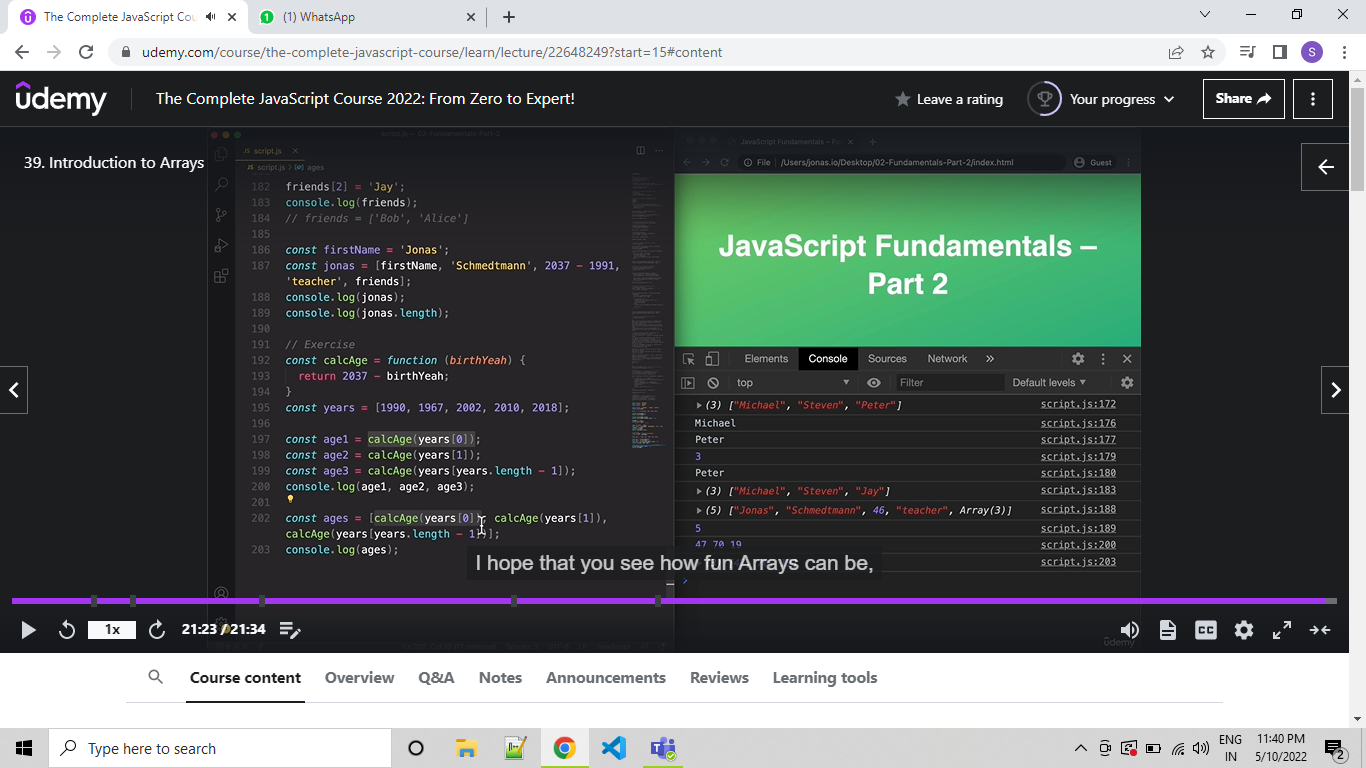 The Complete JavaScript Cou
(1) WhatsApp
udemy.com/course/the-complete-javascript-course/learn/lecture/22648249?start=15#content
S
udemy
The Complete JavaScript Course 2022: From Zero to Expert!
Leave a rating
Your progress
Share
39. Introduction to Arrays
script.js — 02-Fundamentals-Part-2
JS script.js
JS script.js > ages
182 friends[2] = 'Jay';
183 console.log(friends);
184 // friends = ['Bob', 'Alice']
185
186 const firstName = 'Jonas';
187 const jonas = [firstName, 'Schmedtmann', 2037 - 1991,
'teacher', friends];
188 console.log(jonas);
189 console.log(jonas.length);
190
191 // Exercise
192 const calcAge = function (birthYeah) {
193 return 2037 - birthYeah;
194 }
195 const years = [1990, 1967, 2002, 2010, 2018];
196
197 const age1 = calcAge(years[0]);
198 const age2 = calcAge(years[1]);
199 const age3 = calcAge(years[years.length - 1]);
200 console.log(age1, age2, age3);
201
202 const ages = [calcAge(years[0]), calcAge(years[1]),
calcAge(years[years.length - 1])];
203 console.log(ages);
JavaScript Fundamentals –
File /Users/jonas.io/Desktop/02-Fundamentals-Part-2/index.html
Guest
JavaScript Fundamentals –
Part 2
Elements Console Sources Network »
top Filter Default levels
(3) ["Michael", "Steven", "Peter"] script.js:172
Michael script.js:176
Peter script.js:177
3 script.js:179
Peter script.js:180
(3) ["Michael", "Steven", "Jay"] script.js:183
(5) ["Jonas", "Schmedtmann", 46, "teacher", Array(3)] script.js:188
5 script.js:189
47 70 19 script.js:200
script.js:203
I hope that you see how fun Arrays can be,
1x
21:23 / 21:34
CC
udemy
Course content
Overview
Q&A
Notes
Announcements
Reviews
Learning tools
Type here to search
ENG
IN
11:40 PM
5/10/2022
2